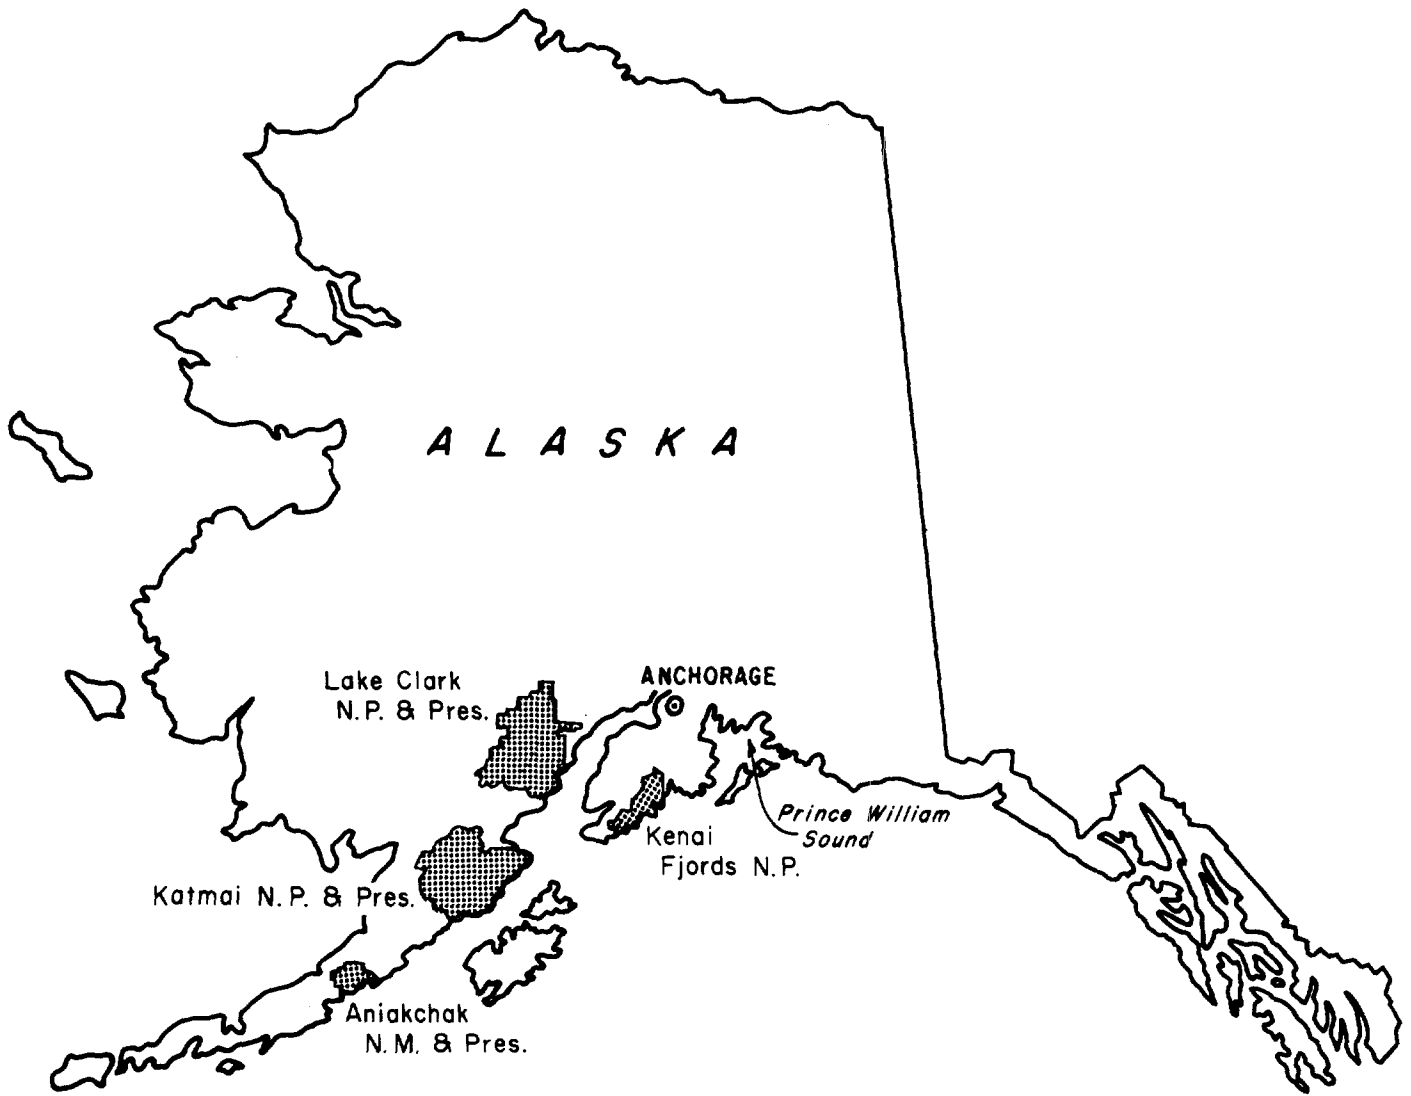 A L A S K A
Lake Clark
N.P. & Pres.
ANCHORAGE
Prince William
Sound
Kenai
Fjords N.P.
Katmai N.P. & Pres.
Aniakchak
N.M. & Pres.